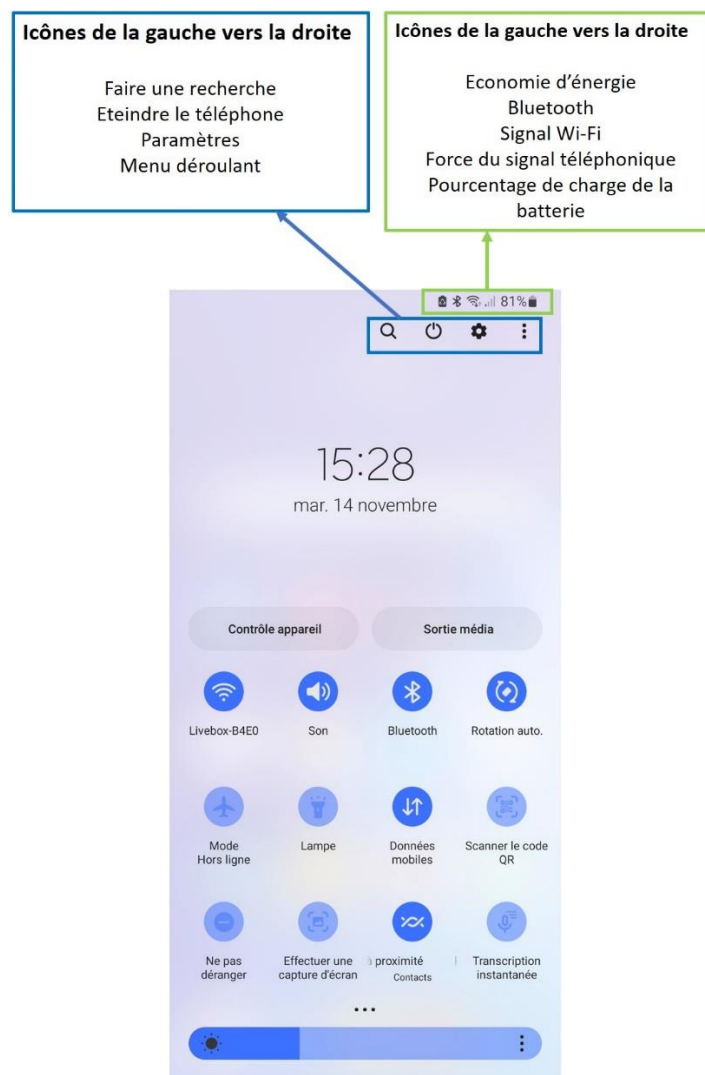 Icônes de la gauche vers la droite
Faire une recherche
Eteindre le téléphone
Paramètres
Menu déroulant
Icônes de la gauche vers la droite
Economie d'énergie
Bluetooth
Signal Wi-Fi
Force du signal téléphonique
Pourcentage de charge de la
batterie
81%
15:28
mar. 14 novembre
Contrôle appareil
Sortie média
Livebox-B4E0
Son
Bluetooth
Rotation auto.
Mode
Hors ligne
Lampe
Données
mobiles
Scanner le code
QR
Ne pas
déranger
Effectuer une
capture d'écran
à proximité
Contacts
Transcription
instantanée